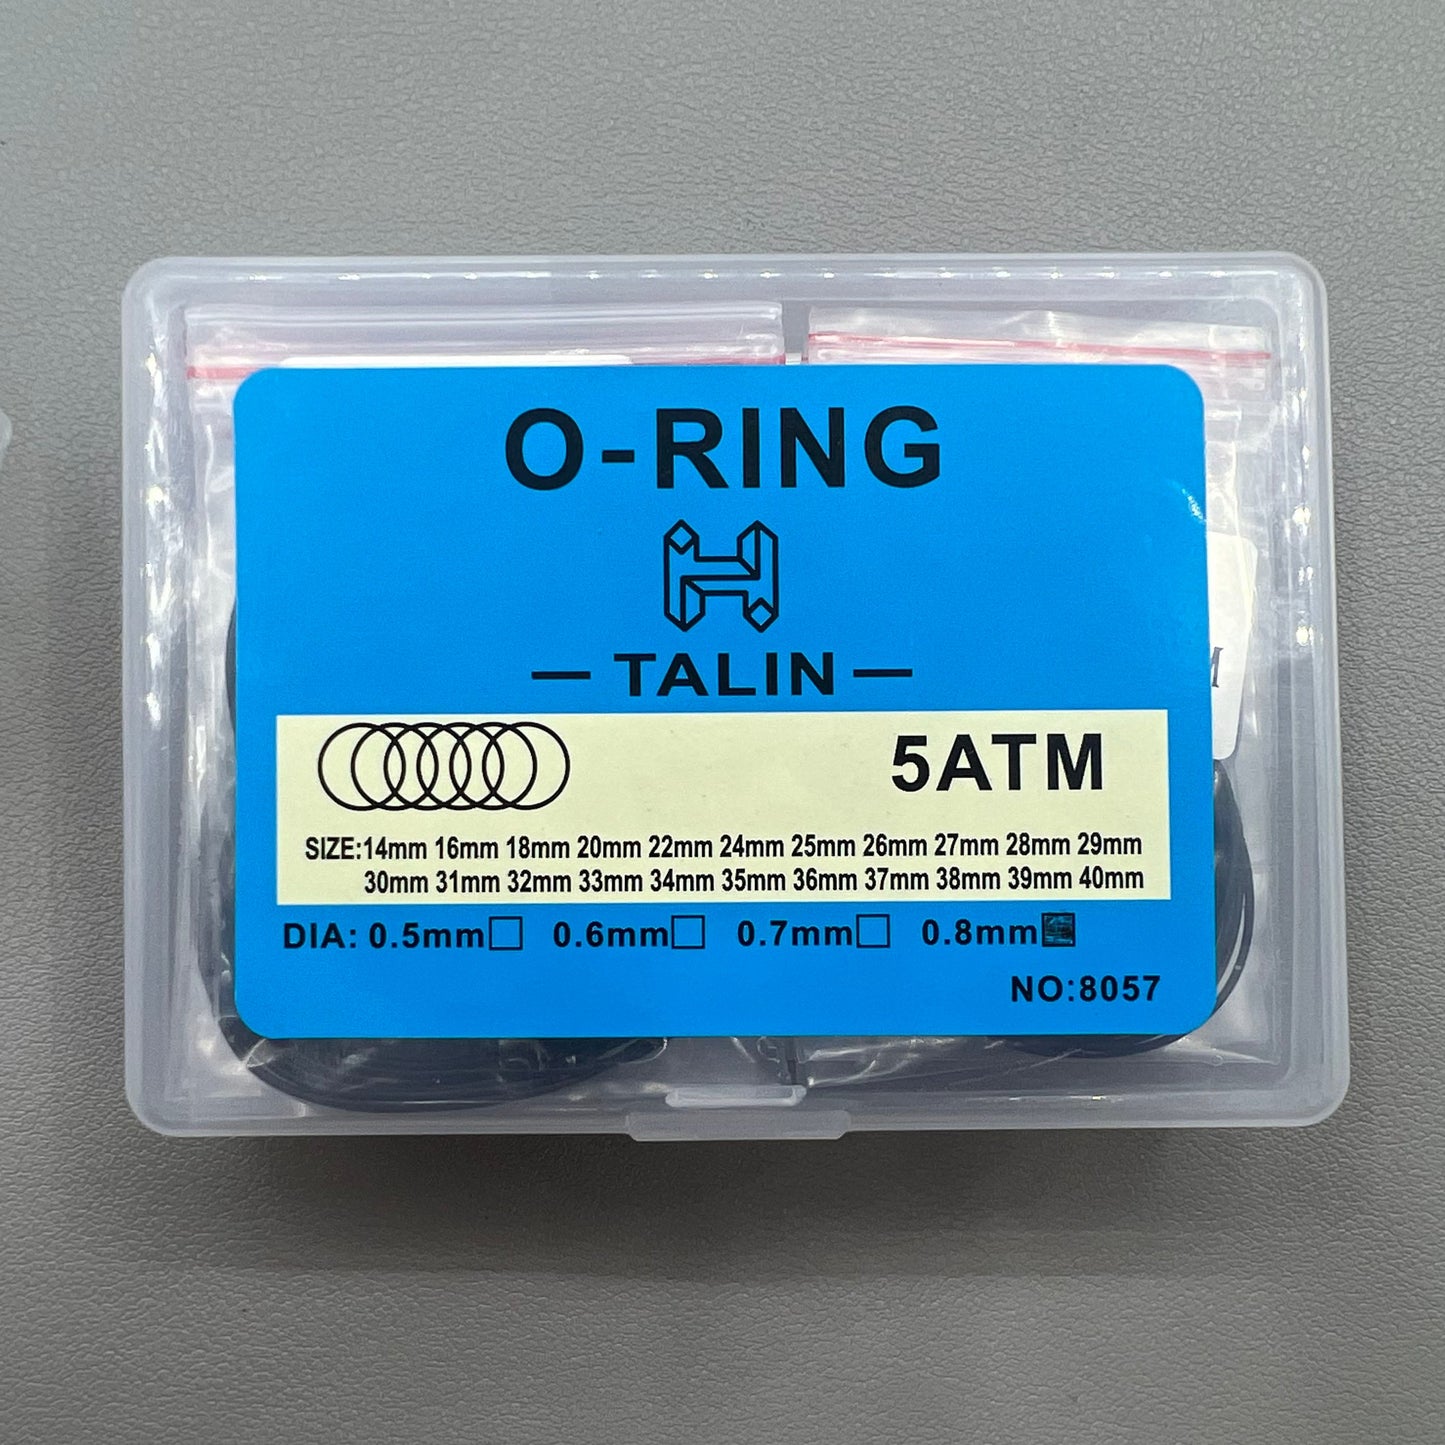 O-RING
— TALIN —
5ATM
SIZE:14mm 16mm 18mm 20mm 22mm 24mm 25mm 26mm 27mm 28mm 29mm
30mm 31mm 32mm 33mm 34mm 35mm 36mm 37mm 38mm 39mm 40mm
DIA: 0.5mm☐ 0.6mm☐ 0.7mm☐ 0.8mm■
NO:8057